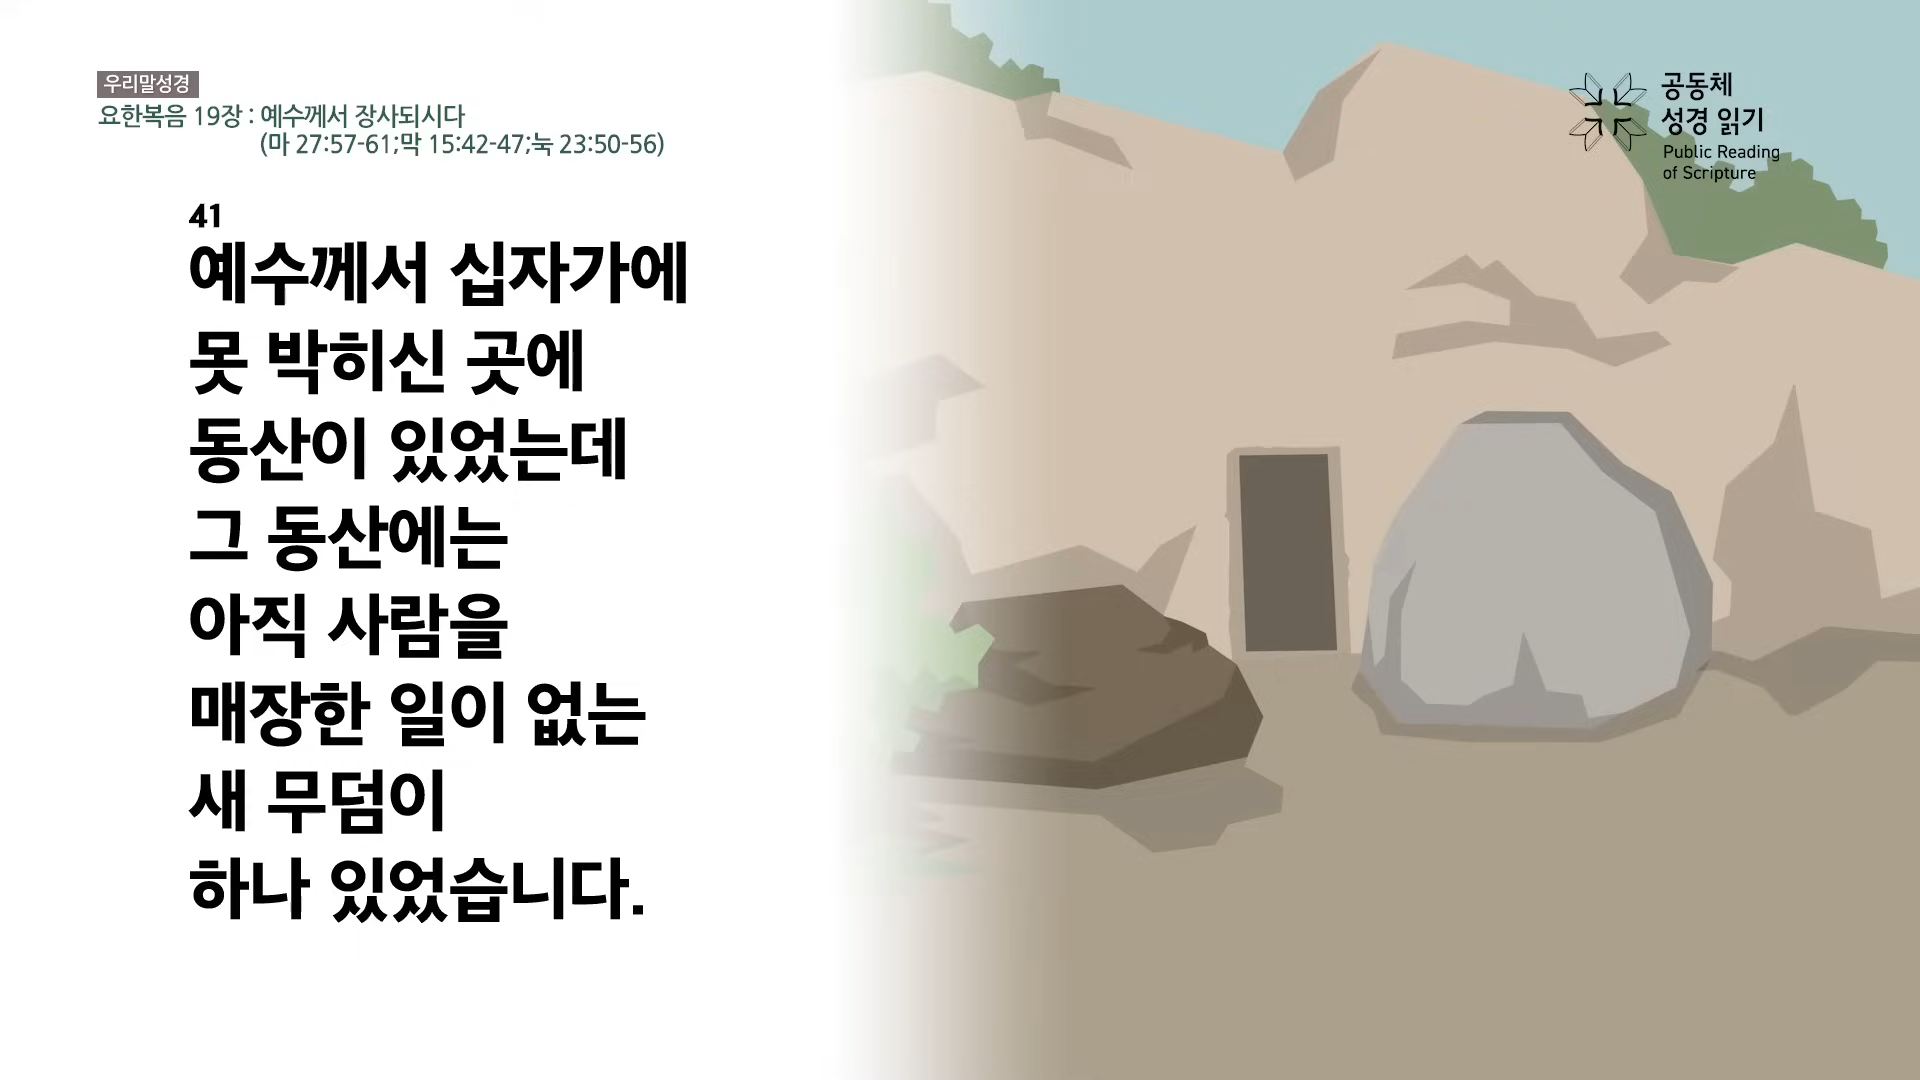 우리말성경
요한복음 19장 : 예수께서 장사되시다
(마 27:57-61;막 15:42-47;눅 23:50-56)
41
예수께서 십자가에
못 박히신 곳에
동산이 있었는데
그 동산에는
아직 사람을
매장한 일이 없는
새 무덤이
하나 있었습니다.
공동체
성경 읽기
Public Reading
of Scripture